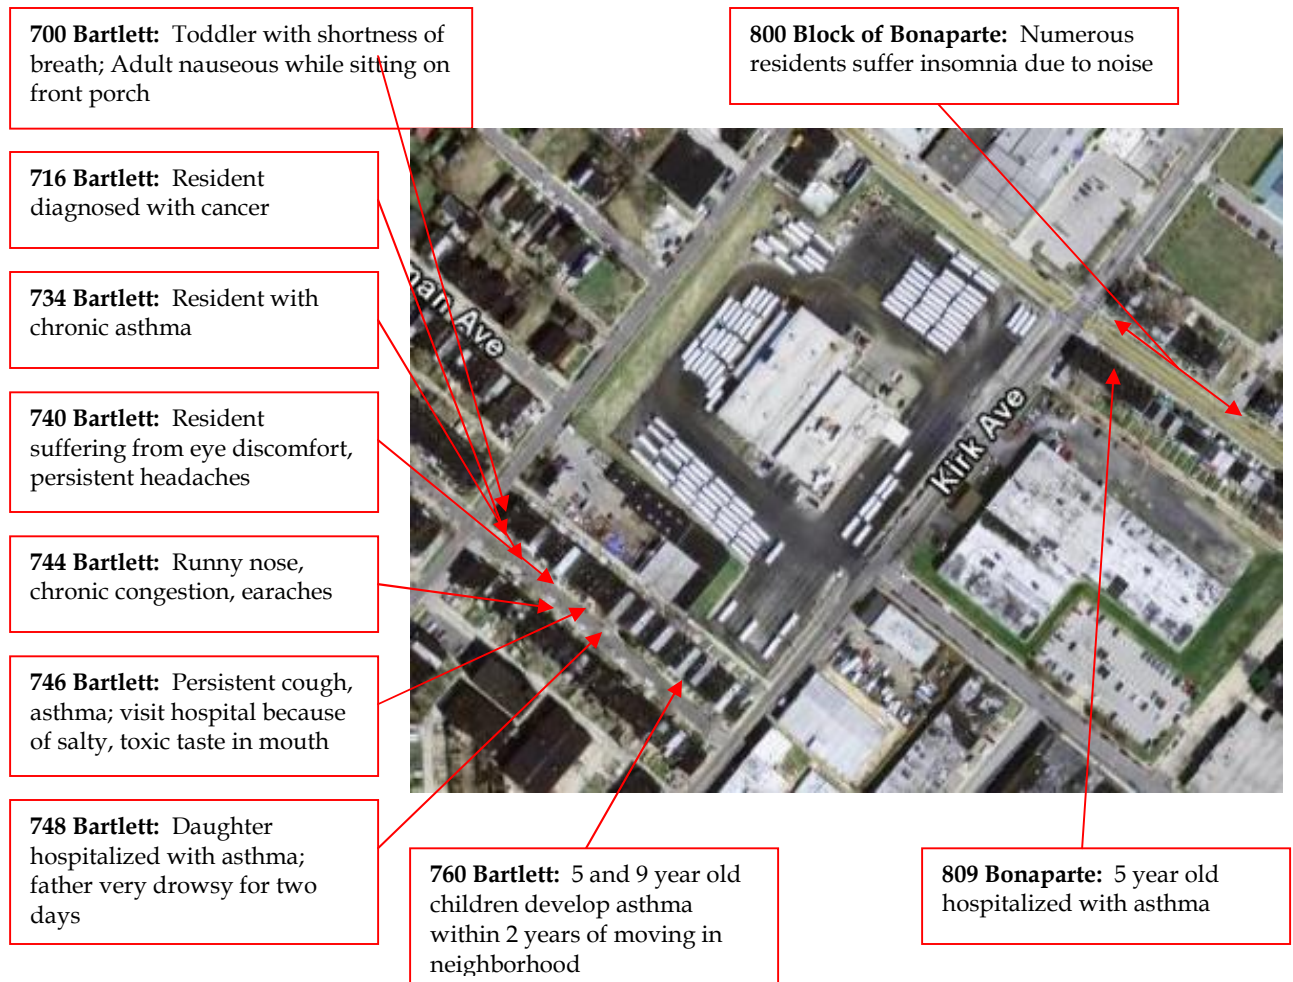 700 Bartlett: Toddler with shortness of
breath; Adult nauseous while sitting on
front porch
800 Block of Bonaparte: Numerous
residents suffer insomnia due to noise
716 Bartlett: Resident
diagnosed with cancer
734 Bartlett: Resident with
chronic asthma
740 Bartlett: Resident
suffering from eye discomfort,
persistent headaches
744 Bartlett: Runny nose,
chronic congestion, earaches
746 Bartlett: Persistent cough,
asthma; visit hospital because
of salty, toxic taste in mouth
748 Bartlett: Daughter
hospitalized with asthma;
father very drowsy for two
days
Ave
Kirk Ave
760 Bartlett: 5 and 9 year old
children develop asthma
within 2 years of moving in
neighborhood
809 Bonaparte: 5 year old
hospitalized with asthma